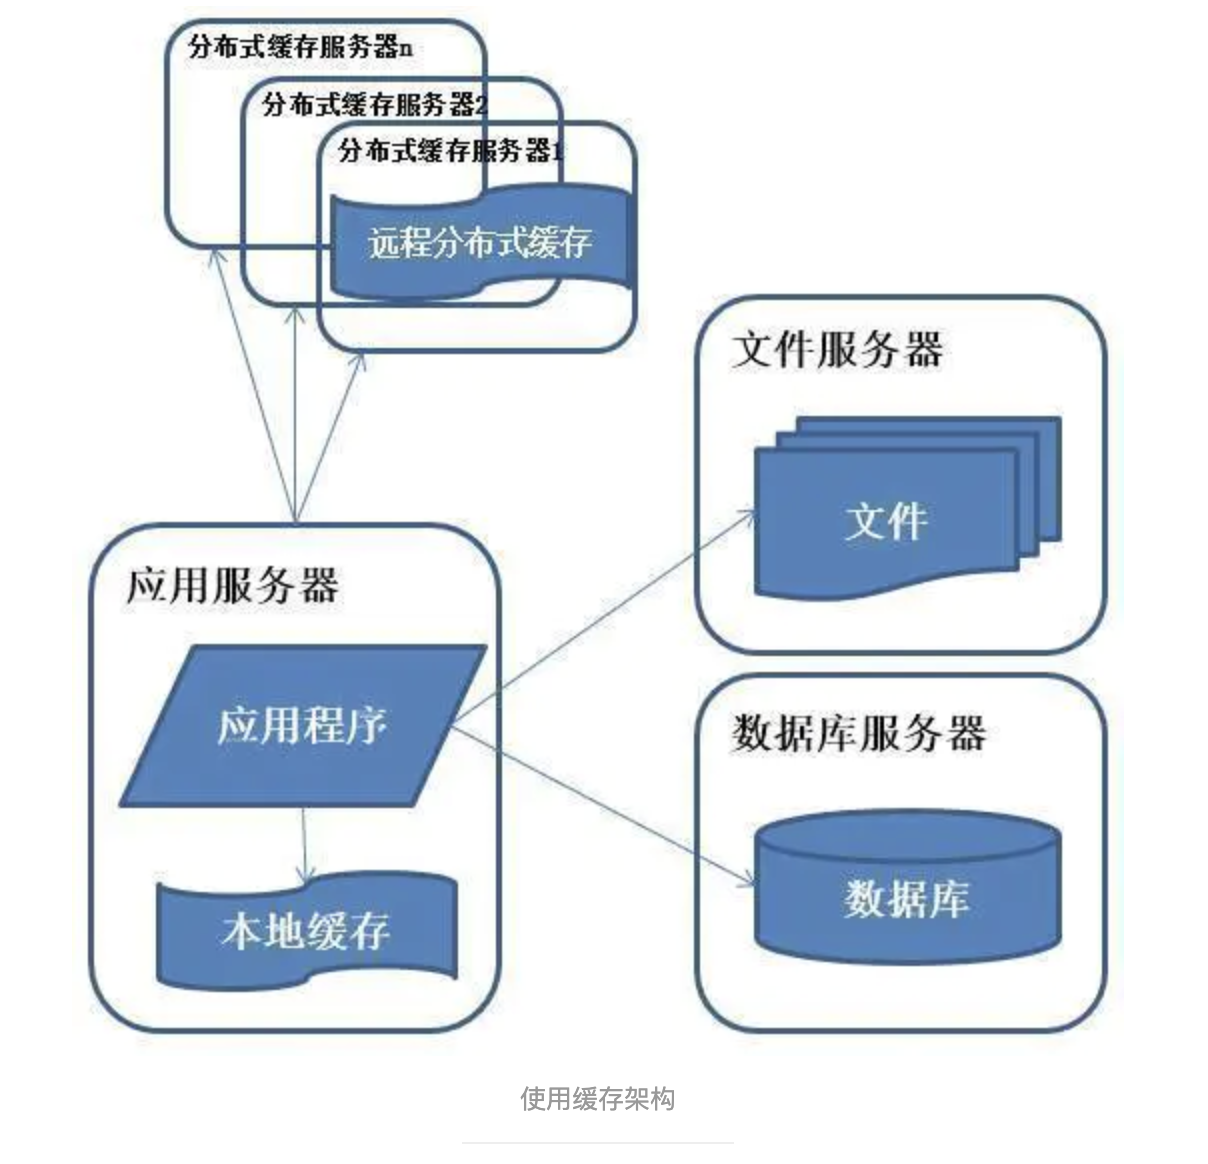 分布式缓存服务器n
分布式缓存服务器2
分布式缓存服务器1
远程分布式缓存
文件服务器
文件
应用服务器
应用程序
本地缓存
数据库服务器
数据库
使用缓存架构